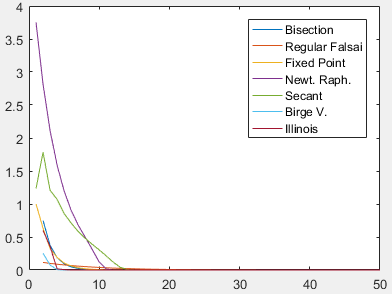 4
3.5
3
2.5
2
1.5
1
0.5
0
0 10 20 30 40 50
Bisection
Regular Falsai
Fixed Point
Newt. Raph.
Secant
Birge V.
Illinois